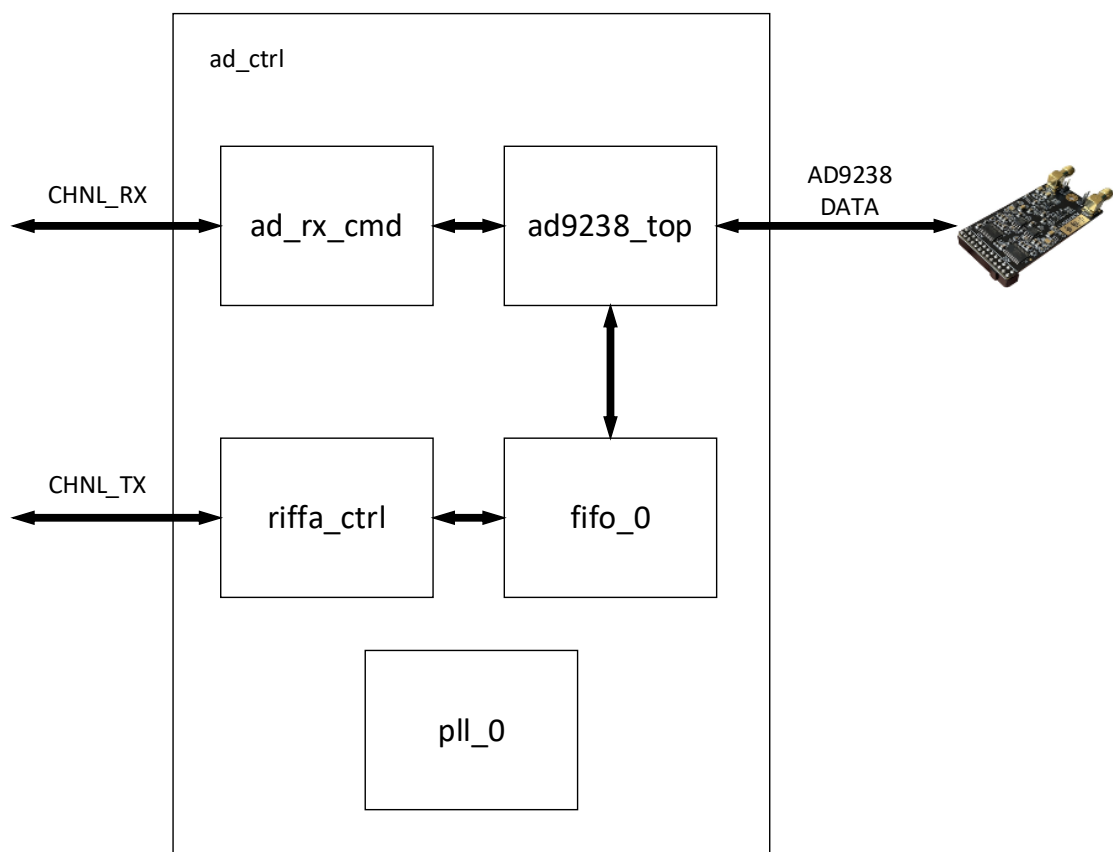 ad_ctrl
CHNL_RX
ad_rx_cmd
ad9238_top
AD9238
DATA
CHNL_TX
riffa_ctrl
fifo_0
pll_0